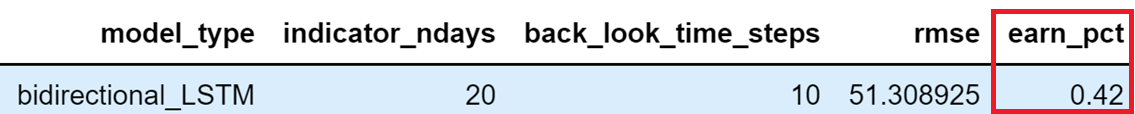 model_type indicator_ndays back_look_time_steps rmse earn_pct
bidirectional_LSTM 20 10 51.308925 0.42